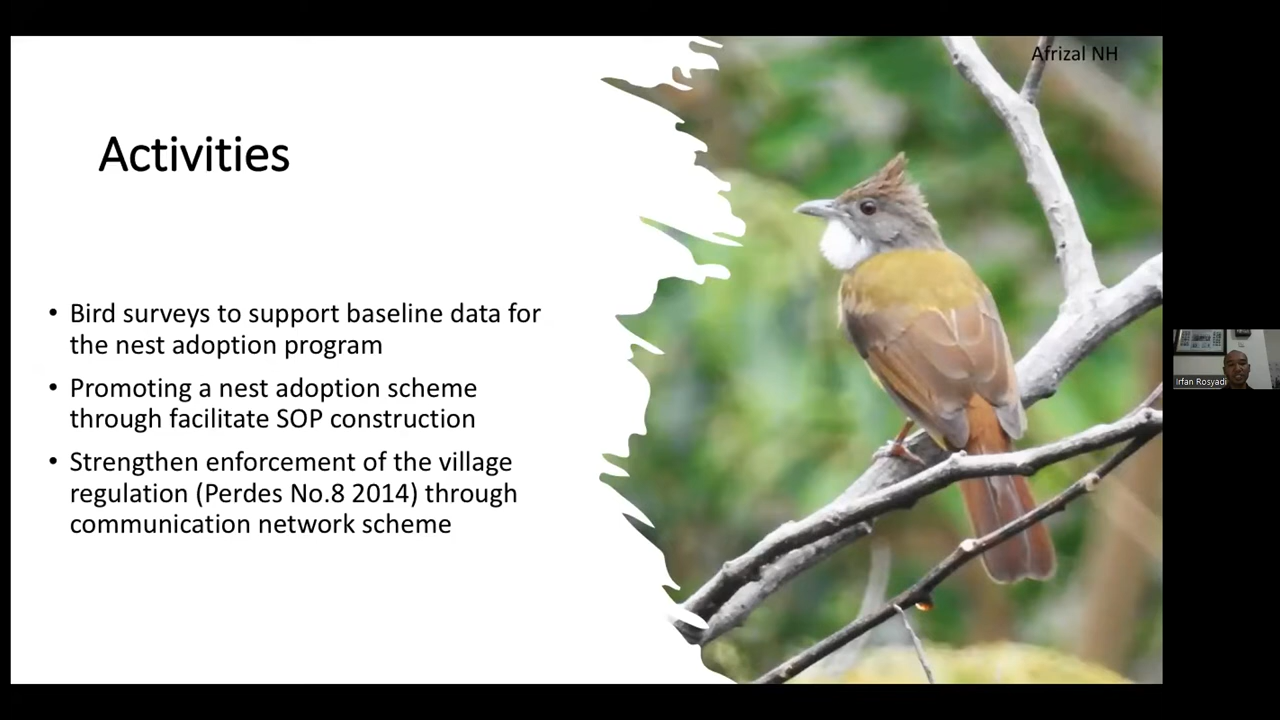 Afrizal NH
Activities
• Bird surveys to support baseline data for
the nest adoption program
• Promoting a nest adoption scheme
through facilitate SOP construction
• Strengthen enforcement of the village
regulation (Perdes No.8 2014) through
communication network scheme
Irfan Rosyadi